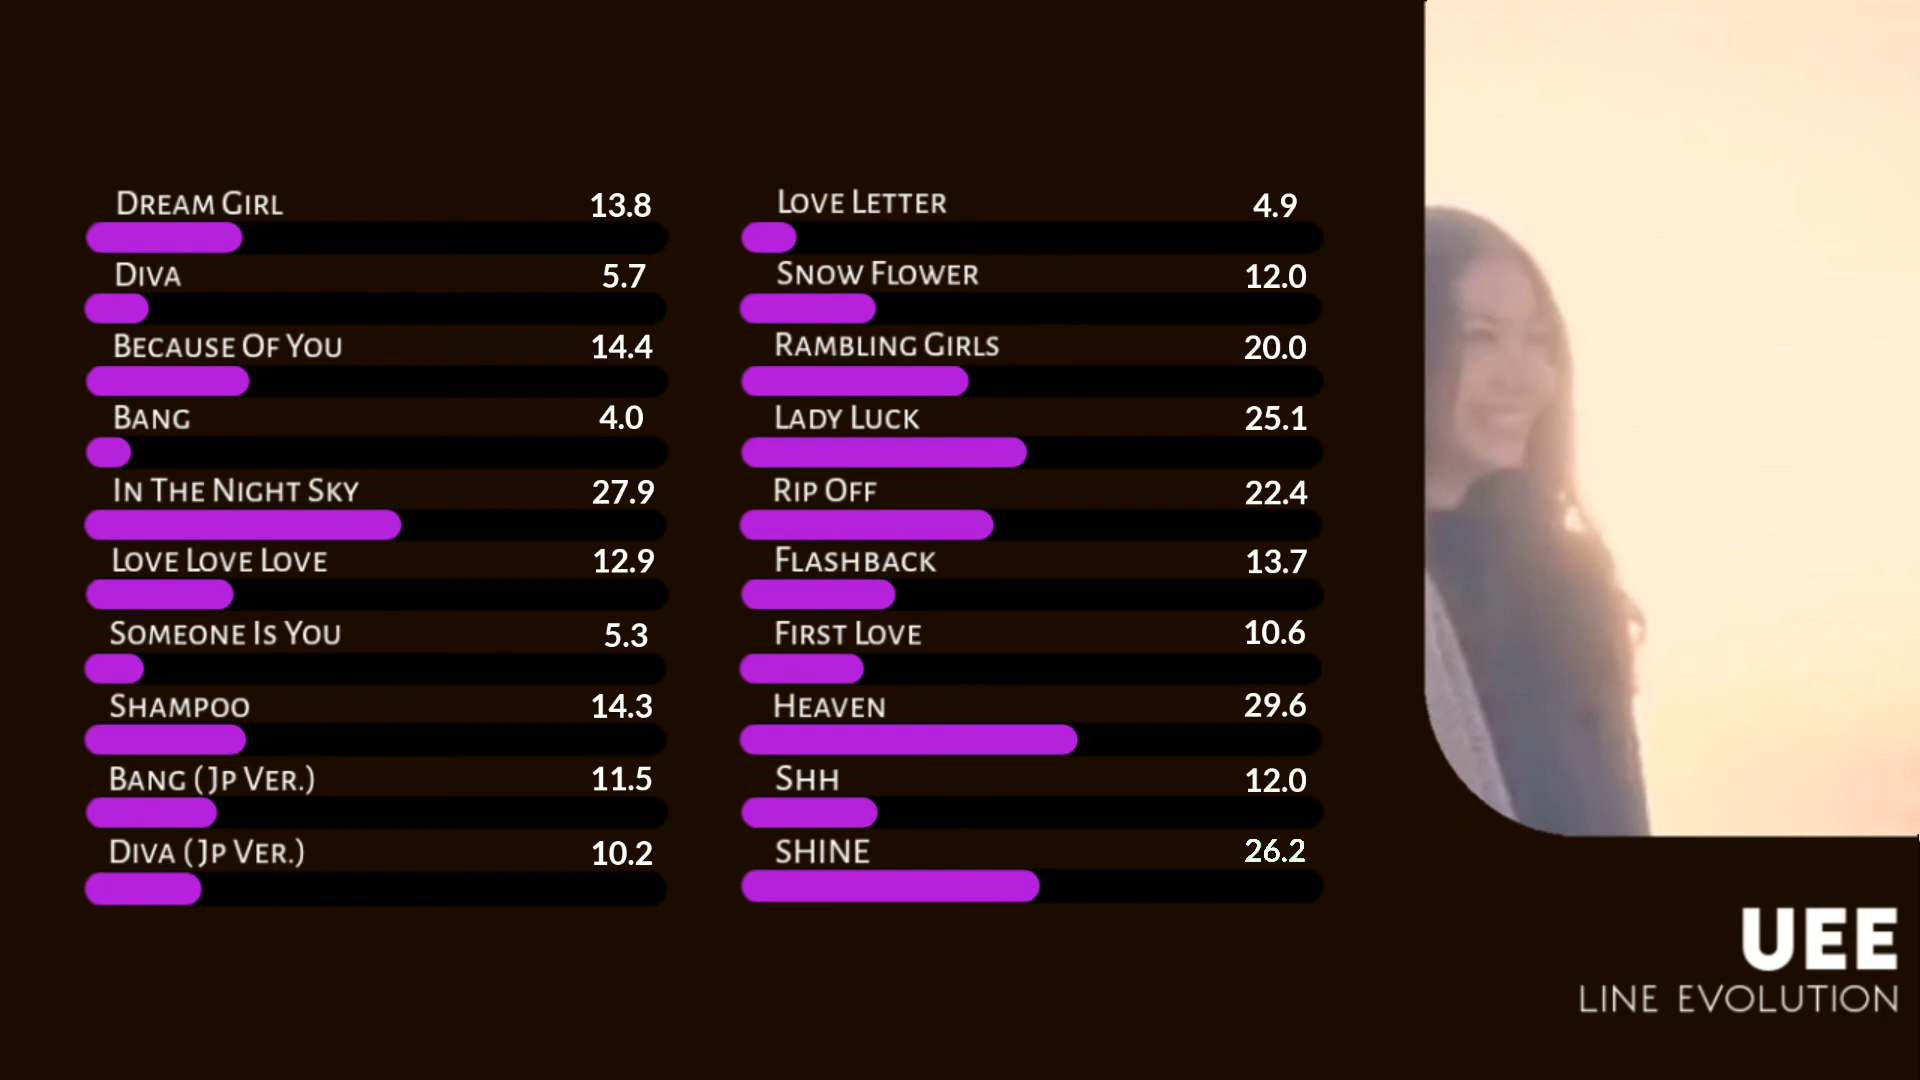 Dream Girl 13.8
Diva 5.7
Because Of You 14.4
Bang 4.0
In The Night Sky 27.9
Love Love Love 12.9
Someone Is You 5.3
Shampoo 14.3
Bang (Jp Ver.) 11.5
Diva (Jp Ver.) 10.2
Love Letter 4.9
Snow Flower 12.0
Rambling Girls 20.0
Lady Luck 25.1
Rip Off 22.4
Flashback 13.7
First Love 10.6
Heaven 29.6
Shh 12.0
SHINE 26.2
UEE
LINE EVOLUTION